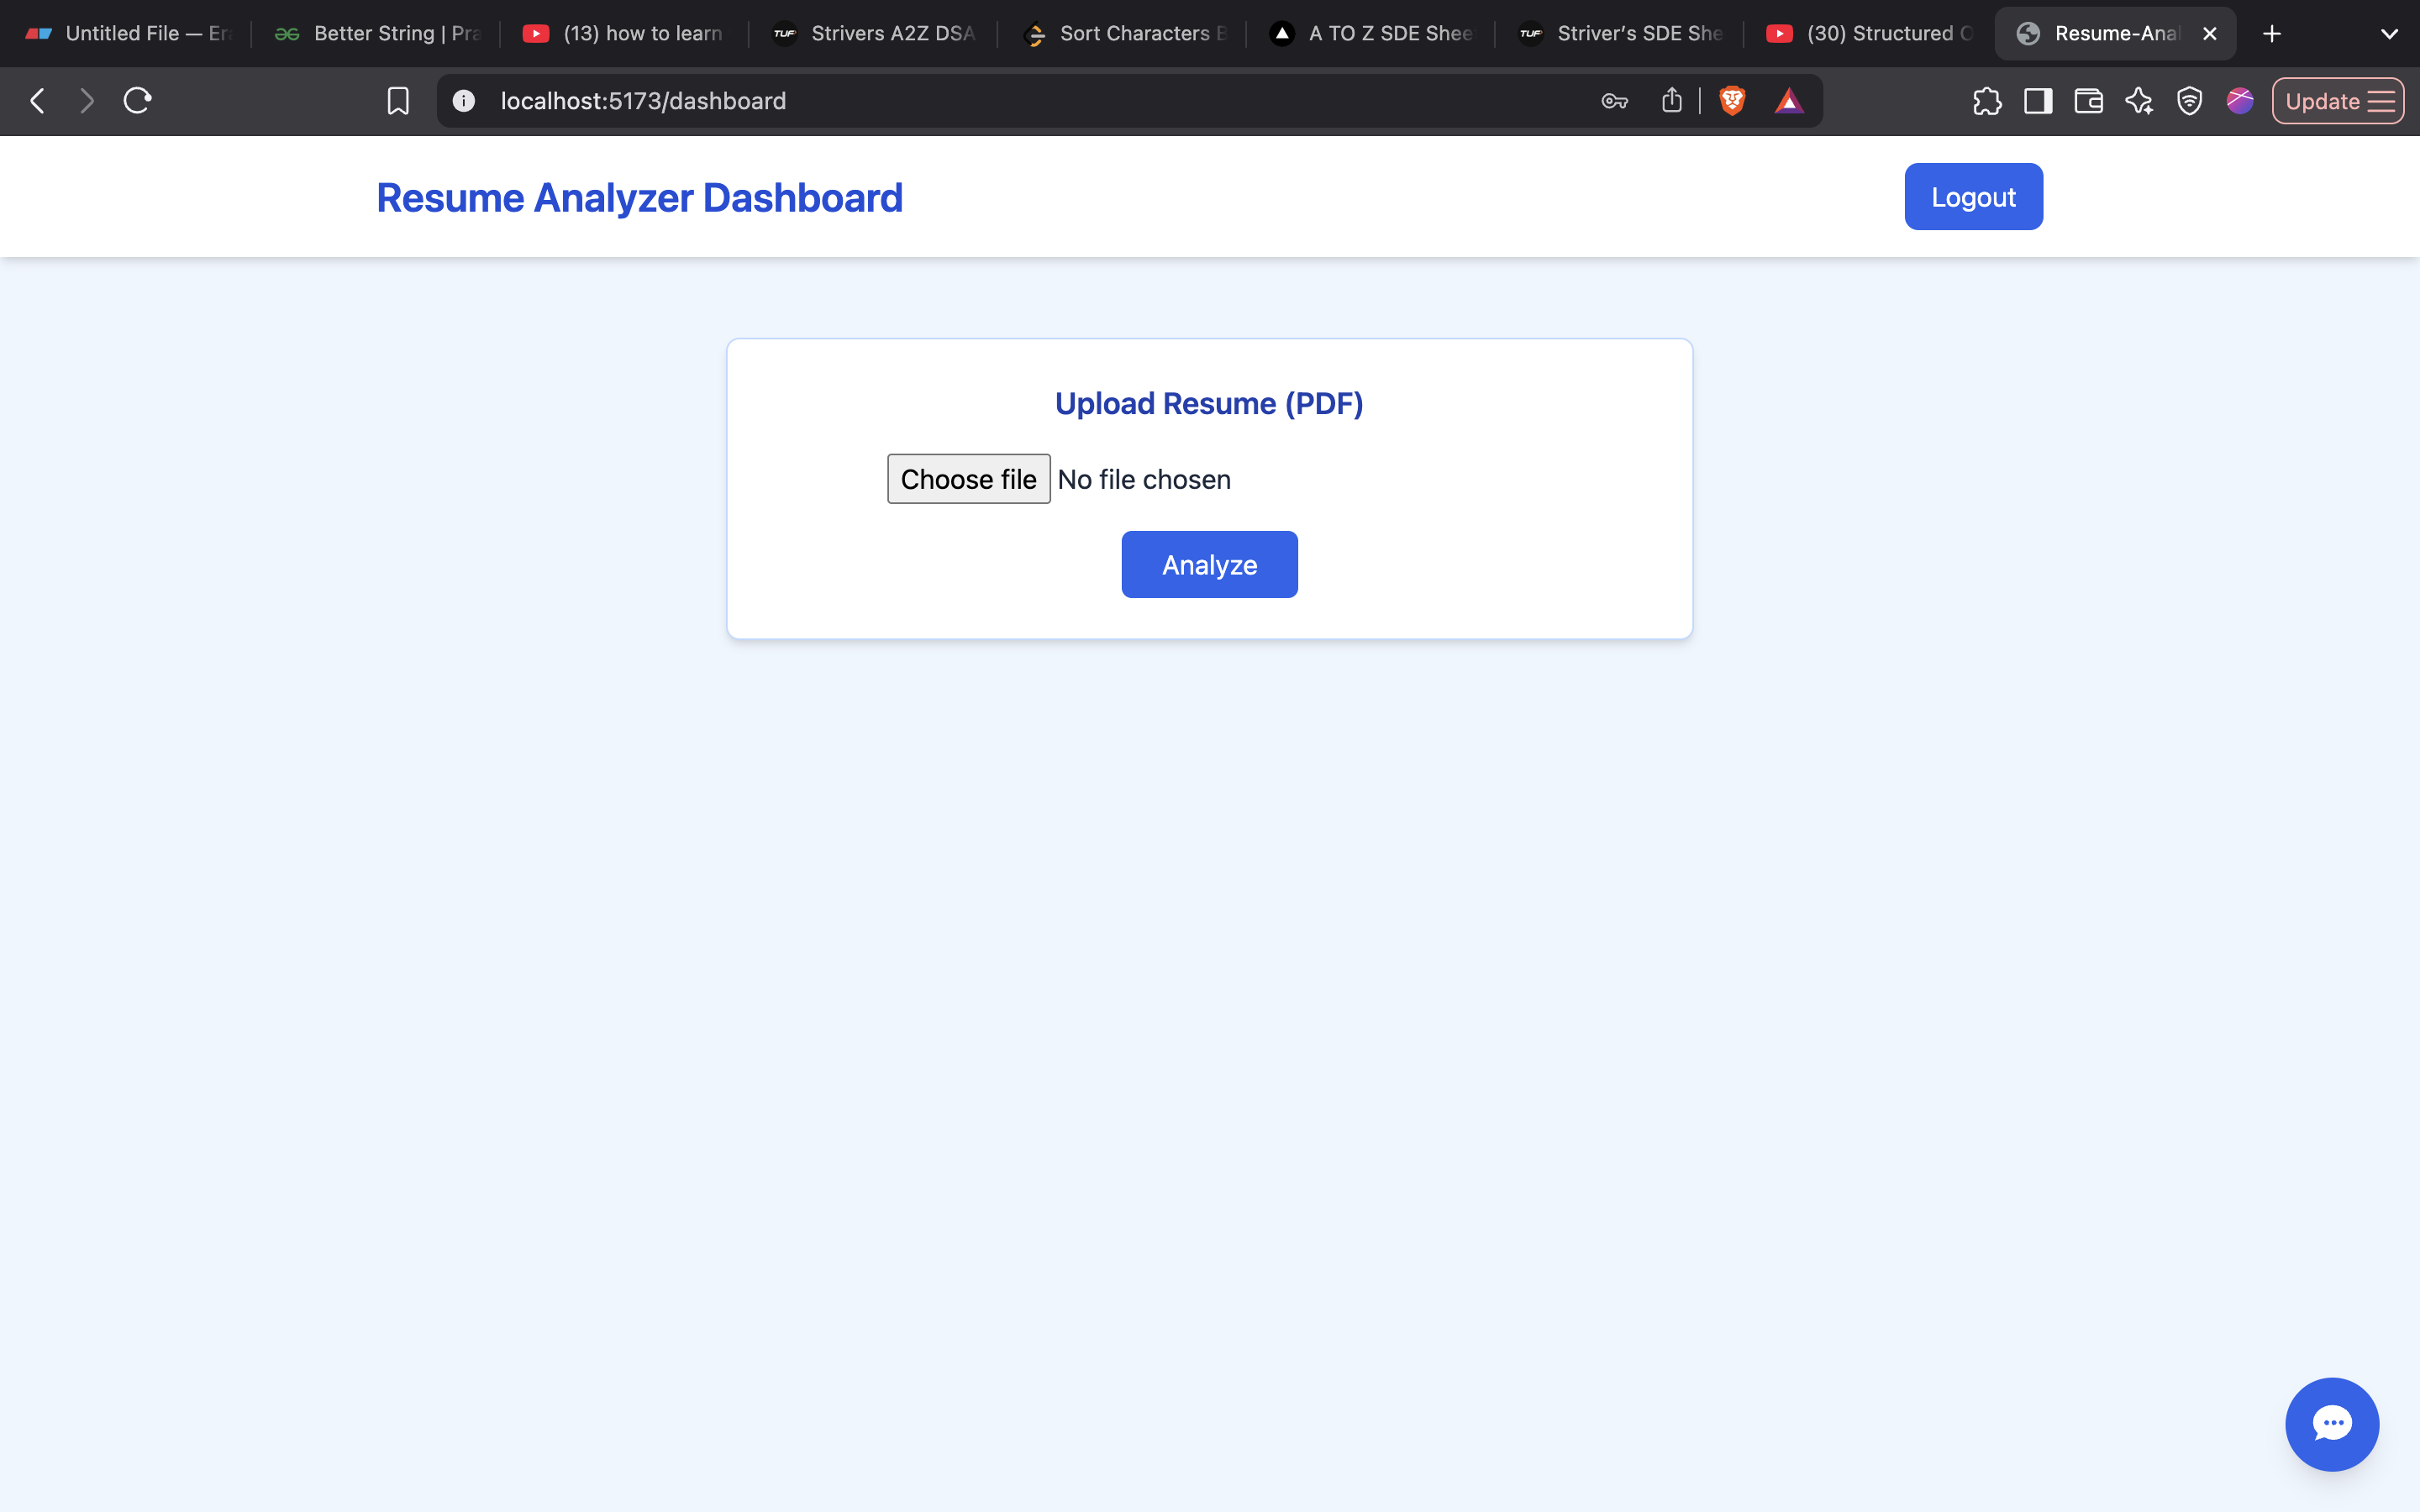 Untitled File — Er
Better String | Pra
(13) how to learn
TUF
Strivers A2Z DSA
Sort Characters B
A TO Z SDE Shee
TUF
Striver’s SDE She
(30) Structured O
Resume-Anal
localhost:5173/dashboard
Update
Resume Analyzer Dashboard
Logout
Upload Resume (PDF)
Choose file No file chosen
Analyze